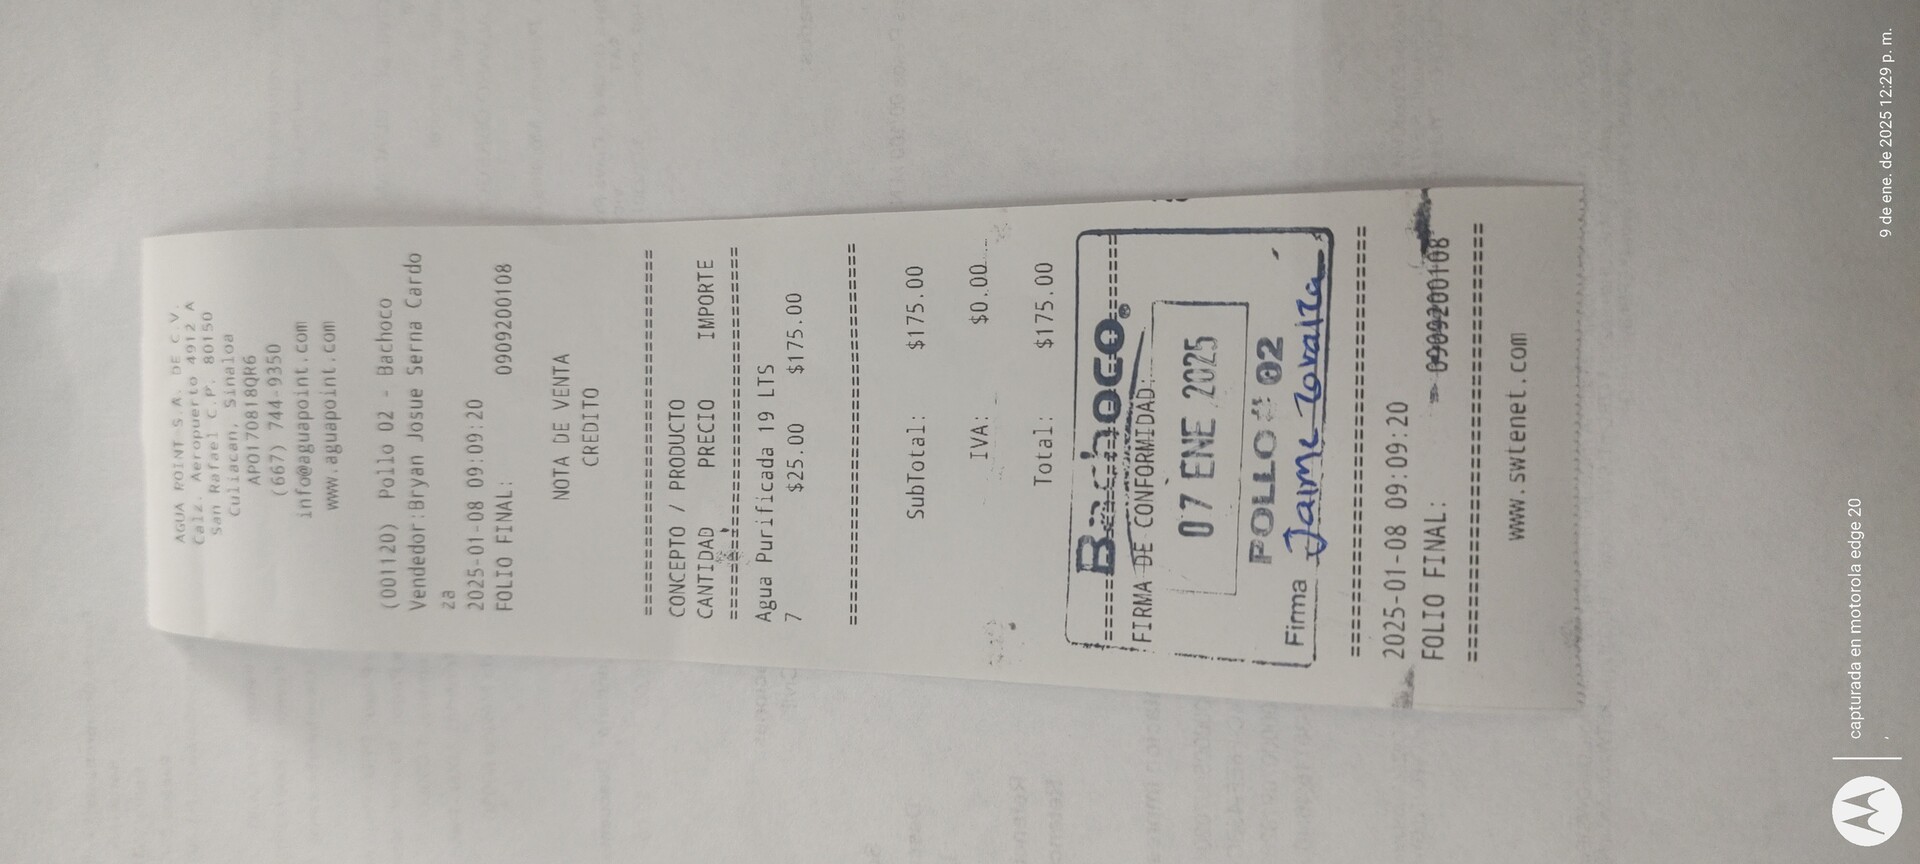 AGUA POINT S.A. DE C.V.
Calz. Aeropuerto 4912 A
San Rafael C.P. 80150
Culiacan, Sinaloa
APO170818QR6
(667) 744-9350
info@aguapoint.com
www.aguapoint.com
(001120) Pollo 02 - Bachoco
Vendedor:Bryan Josue Serna Cardo
za
2025-01-08 09:09:20
FOLIO FINAL: 0909200108
NOTA DE VENTA
CREDITO
================================
CONCEPTO / PRODUCTO
CANTIDAD PRECIO IMPORTE
================================
Agua Purificada 19 LTS
7 $25.00 $175.00
================================
SubTotal: $175.00
IVA: $0.00
Total: $175.00
Bachoco®
FIRMA DE CONFORMIDAD:
07 ENE 2025
POLLO # 02
Firma Jaime Loraiza
================================
2025-01-08 09:09:20
FOLIO FINAL: 0909200108
================================
www.swtenet.com
capturada en motorola edge 20
,
9 de ene. de 2025 12:29 p. m.